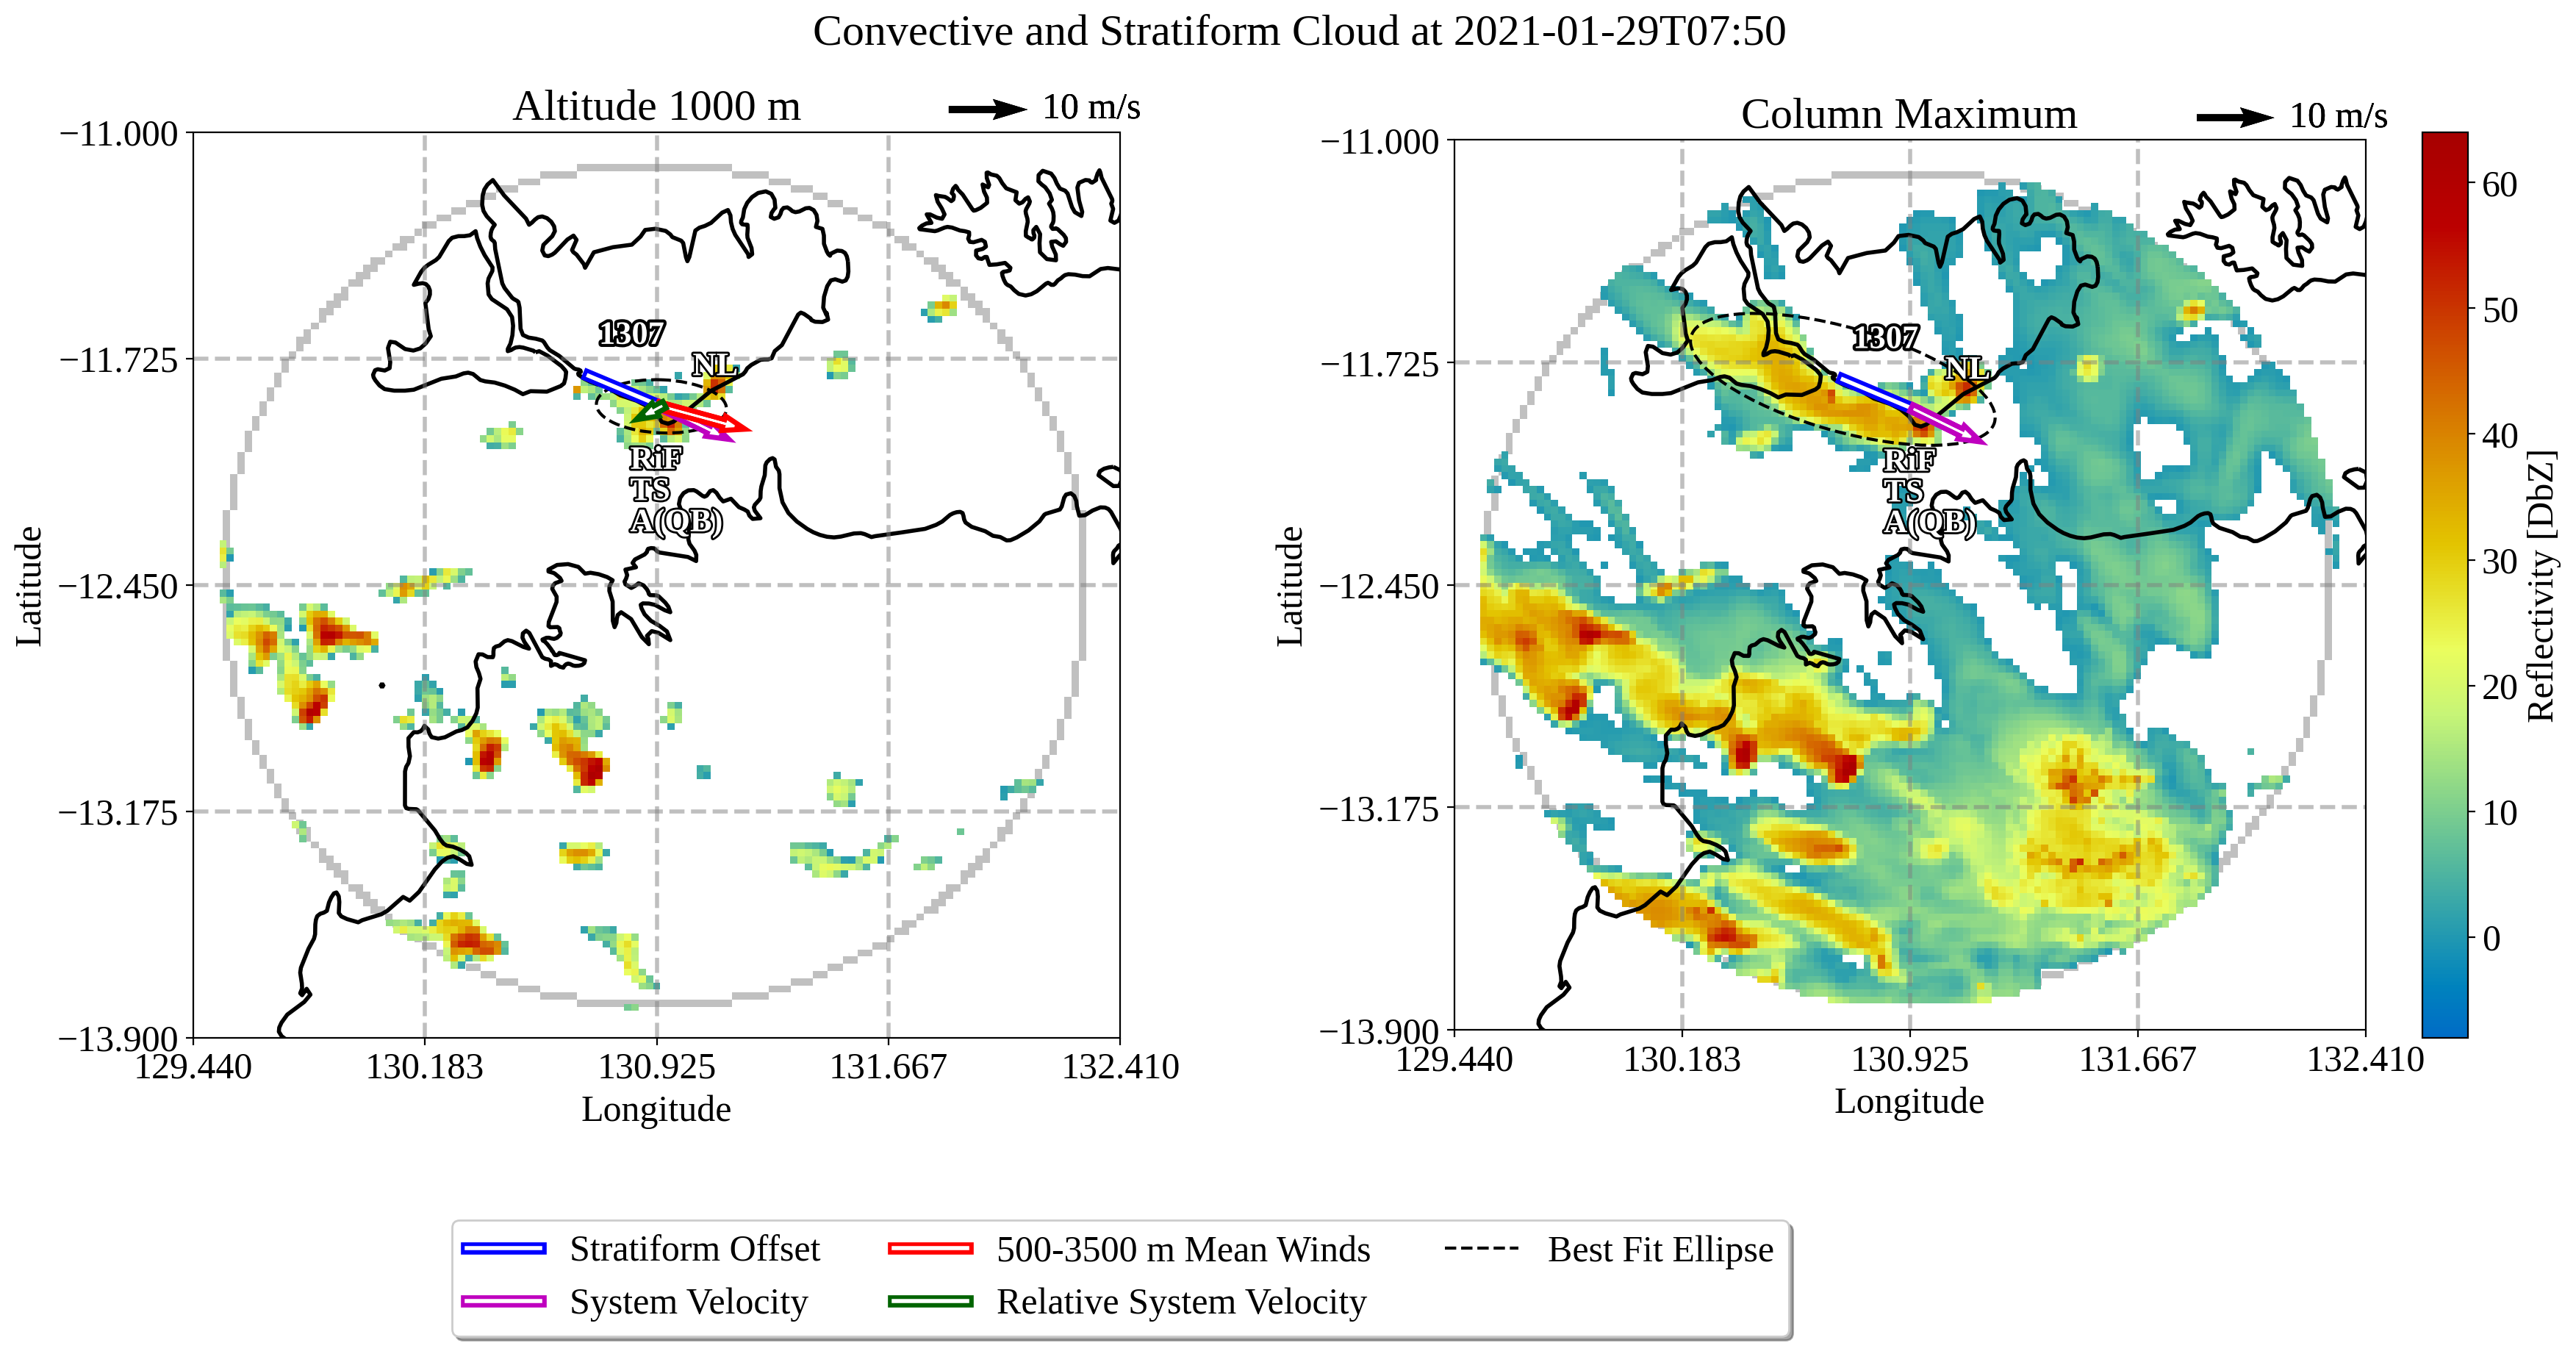 Convective and Stratiform Cloud at 2021-01-29T07:50
Altitude 1000 m
10 m/s
−11.000
−11.725
−12.450
−13.175
−13.900
Latitude
129.440
130.183
130.925
131.667
132.410
Longitude
1307
NL
RiF
TS
A(QB)
Column Maximum
10 m/s
−11.000
−11.725
−12.450
−13.175
−13.900
Latitude
129.440
130.183
130.925
131.667
132.410
Longitude
1307
NL
RiF
TS
A(QB)
60
50
40
30
20
10
0
Reflectivity [DbZ]
Stratiform Offset
System Velocity
500-3500 m Mean Winds
Relative System Velocity
Best Fit Ellipse